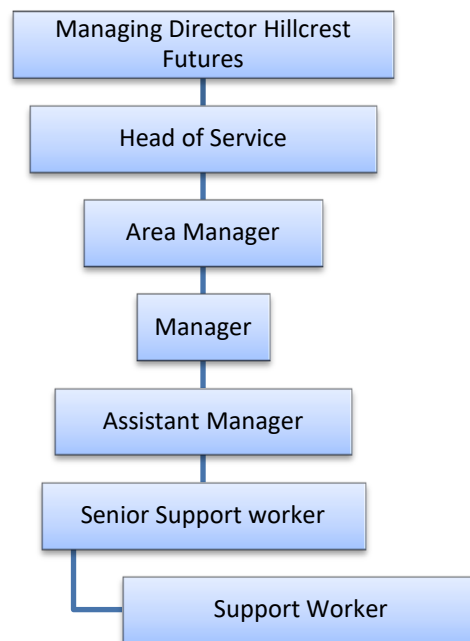 Managing Director Hillcrest
Futures
Head of Service
Area Manager
Manager
Assistant Manager
Senior Support worker
Support Worker